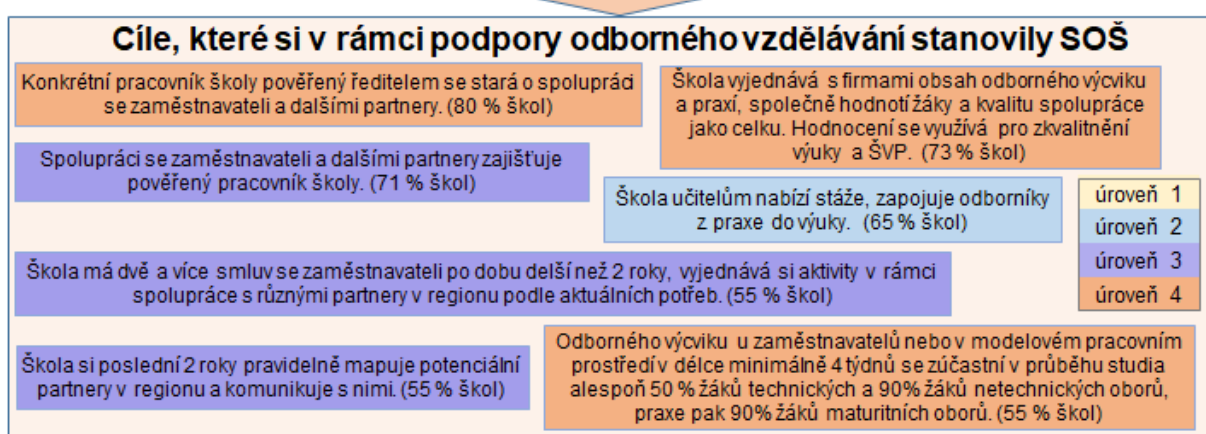 Cíle, které si v rámci podpory odborného vzdělávání stanovily SOŠ
Konkrétní pracovník školy pověřený ředitelem se stará o spolupráci
se zaměstnavateli a dalšími partnery. (80 % škol)
Škola vyjednává s firmami obsah odborného výcviku
a praxí, společně hodnotí žáky a kvalitu spolupráce
jako celku. Hodnocení se využívá pro zkvalitnění
výuky a ŠVP. (73 % škol)
Spolupráci se zaměstnavateli a dalšími partnery zajišťuje
pověřený pracovník školy. (71 % škol)
Škola učitelům nabízí stáže, zapojuje odborníky
z praxe do výuky. (65 % škol)
úroveň 1
úroveň 2
úroveň 3
úroveň 4
Škola má dvě a více smluv se zaměstnavateli po dobu delší než 2 roky, vyjednává si aktivity v rámci
spolupráce s různými partnery v regionu podle aktuálních potřeb. (55 % škol)
Škola si poslední 2 roky pravidelně mapuje potenciální
partnery v regionu a komunikuje s nimi. (55 % škol)
Odborného výcviku u zaměstnavatelů nebo v modelovém pracovním
prostředí v délce minimálně 4 týdnů se zúčastní v průběhu studia
alespoň 50 % žáků technických a 90% žáků netechnických oborů,
praxe pak 90% žáků maturitních oborů. (55 % škol)